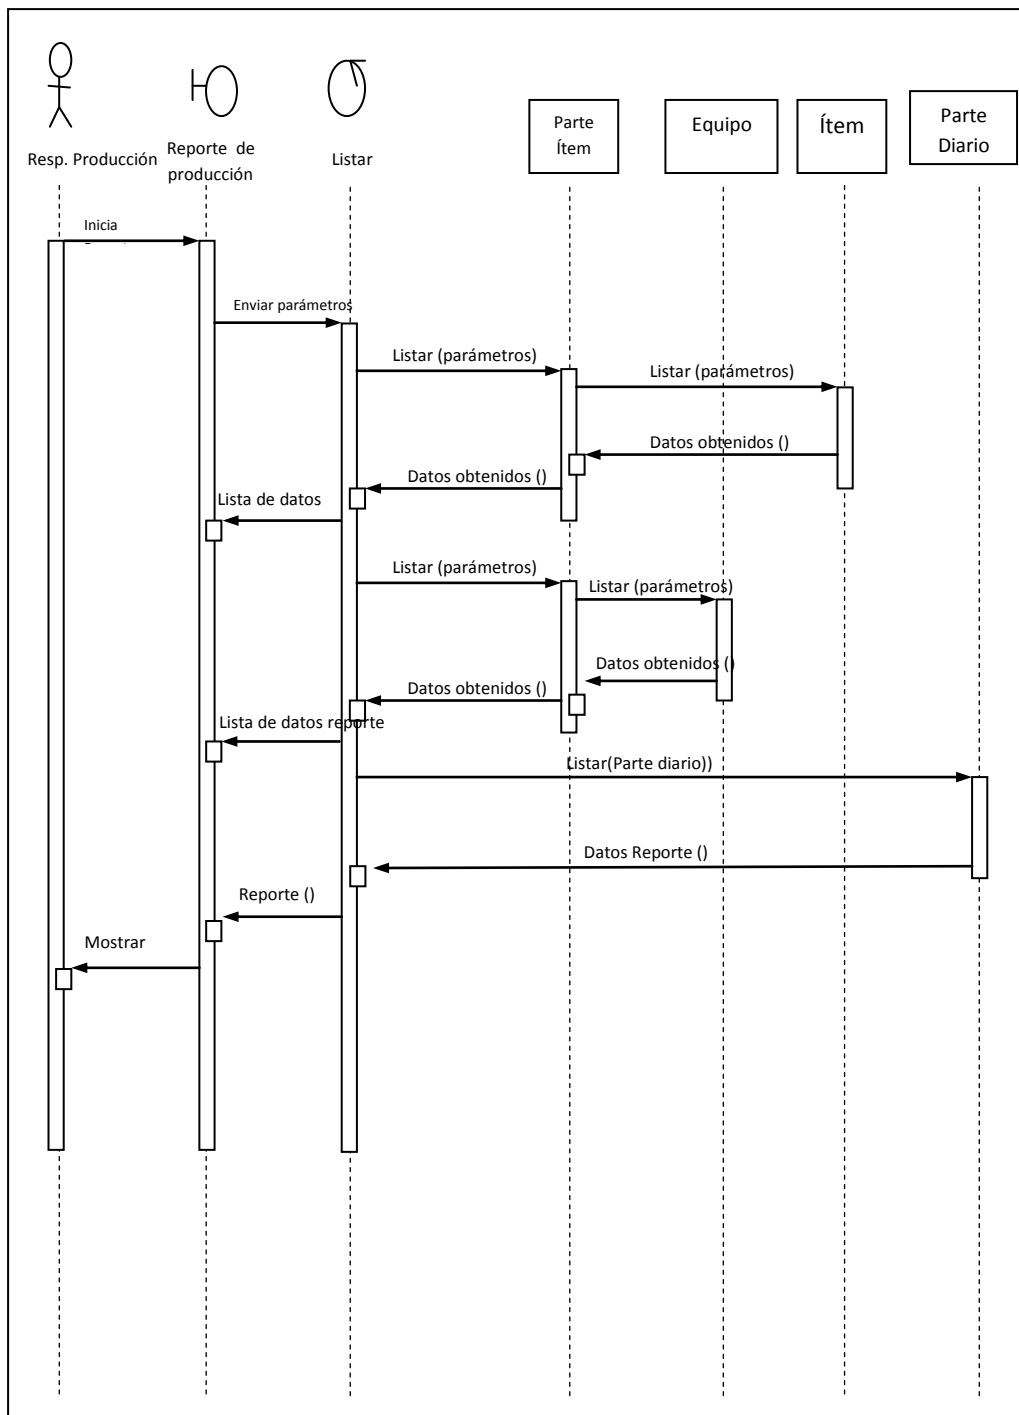 Resp. Producción
Reporte de
producción
Listar
Parte
Ítem
Equipo
Ítem
Parte
Diario
Inicia
Enviar parámetros
Listar (parámetros)
Listar (parámetros)
Datos obtenidos ()
Datos obtenidos ()
Lista de datos
Listar (parámetros)
Listar (parámetros)
Datos obtenidos ()
Datos obtenidos ()
Lista de datos reporte
Listar(Parte diario))
Datos Reporte ()
Reporte ()
Mostrar